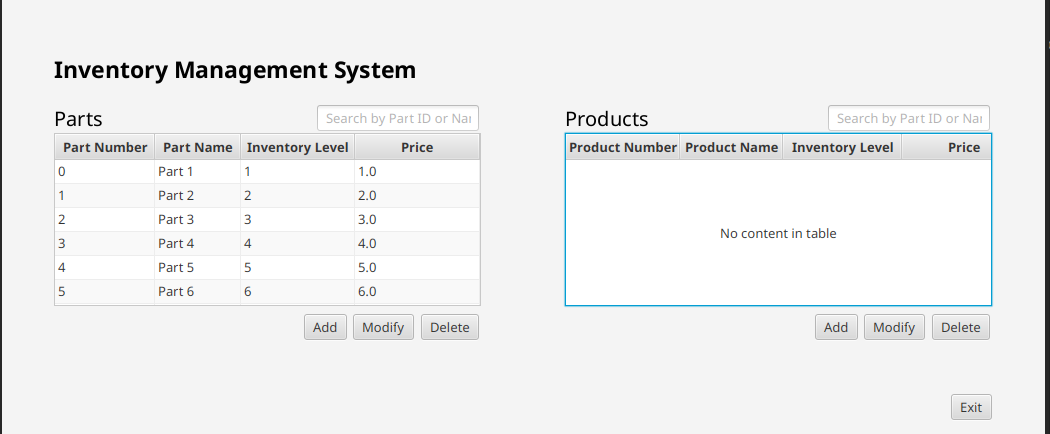 Inventory Management System
Parts
Search by Part ID or Nar
Part Number Part Name Inventory Level Price
0 Part 1 1 1.0
1 Part 2 2 2.0
2 Part 3 3 3.0
3 Part 4 4 4.0
4 Part 5 5 5.0
5 Part 6 6 6.0
Add Modify Delete
Products
Search by Part ID or Nar
Product Number Product Name Inventory Level Price
No content in table
Add Modify Delete
Exit